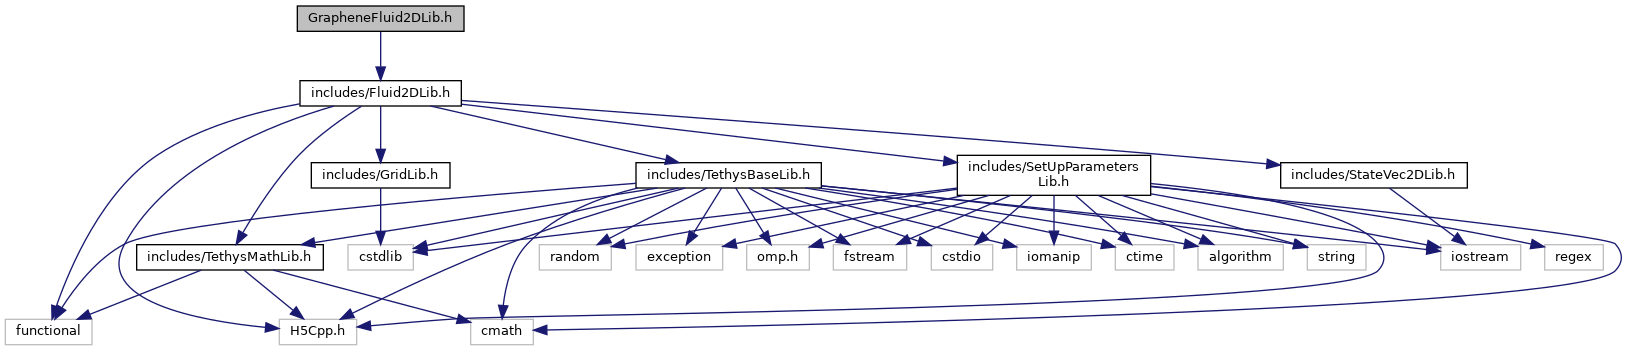 GrapheneFluid2DLib.h
includes/Fluid2DLib.h
includes/GridLib.h
includes/TethysBaseLib.h
includes/SetUpParameters
Lib.h
includes/StateVec2DLib.h
includes/TethysMathLib.h
cstdlib
random
exception
omp.h
fstream
cstdio
iomanip
ctime
algorithm
string
iostream
regex
functional
H5Cpp.h
cmath